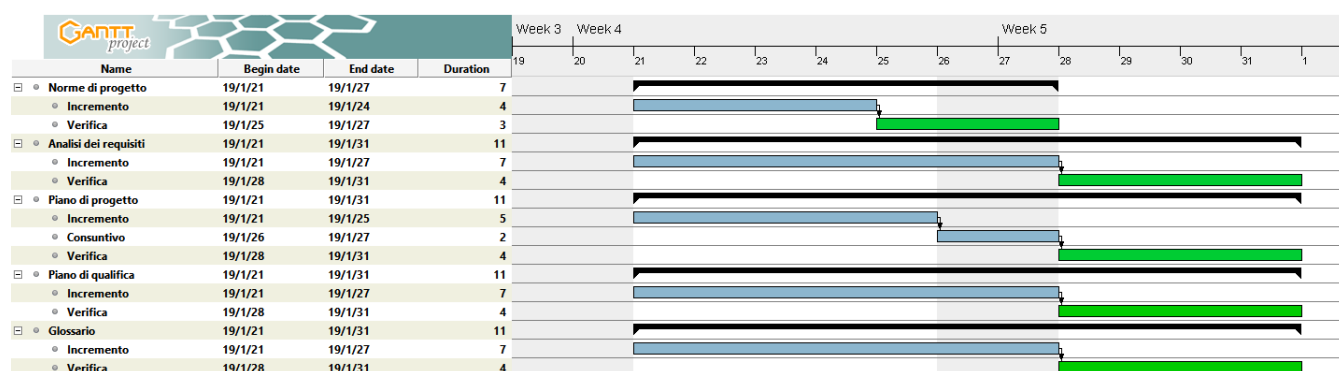 GANTT project
Week 3 Week 4 Week 5
19 20 21 22 23 24 25 26 27 28 29 30 31 1
Name Begin date End date Duration
Norme di progetto 19/1/21 19/1/27 7
Incremento 19/1/21 19/1/24 4
Verifica 19/1/25 19/1/27 3
Analisi dei requisiti 19/1/21 19/1/31 11
Incremento 19/1/21 19/1/27 7
Verifica 19/1/28 19/1/31 4
Piano di progetto 19/1/21 19/1/31 11
Incremento 19/1/21 19/1/25 5
Consuntivo 19/1/26 19/1/27 2
Verifica 19/1/28 19/1/31 4
Piano di qualifica 19/1/21 19/1/31 11
Incremento 19/1/21 19/1/27 7
Verifica 19/1/28 19/1/31 4
Glossario 19/1/21 19/1/31 11
Incremento 19/1/21 19/1/27 7
Verifica 19/1/28 19/1/31 4